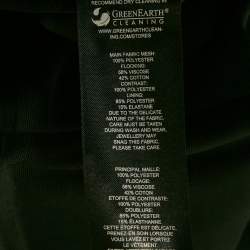 RECOMMEND DRY CLEANING IN
GREENEARTH®
CLEANING
GREENEARTHCLEAN-
ING.COM/STORES
MAIN FABRIC MESH:
100% POLYESTER
FLOCKING:
58% VISCOSE
42% COTTON
CONTRAST:
100% POLYESTER
LINING:
85% POLYESTER
15% ELASTANE
DUE TO THE DELICATE
NATURE OF THE FABRIC,
CARE MUST BE TAKEN
DURING WASH AND WEAR,
JEWELLERY MAY
SNAG THIS FABRIC.
PLEASE TAKE CARE
PRINCIPAL MAILLE:
100% POLYESTER
FLOCAGE:
58% VISCOSE
42% COTON
ETOFFE DE CONTRASTE:
100% POLYESTER
DOUBLURE:
85% POLYESTER
15% ELASTHANE
CETTE ÉTOFFE EST DÉLICATE.
PRENEZ-EN SOIN LORSQUE
VOUS LAVEZ ET PORTEZ
LE VÊTEMENT.